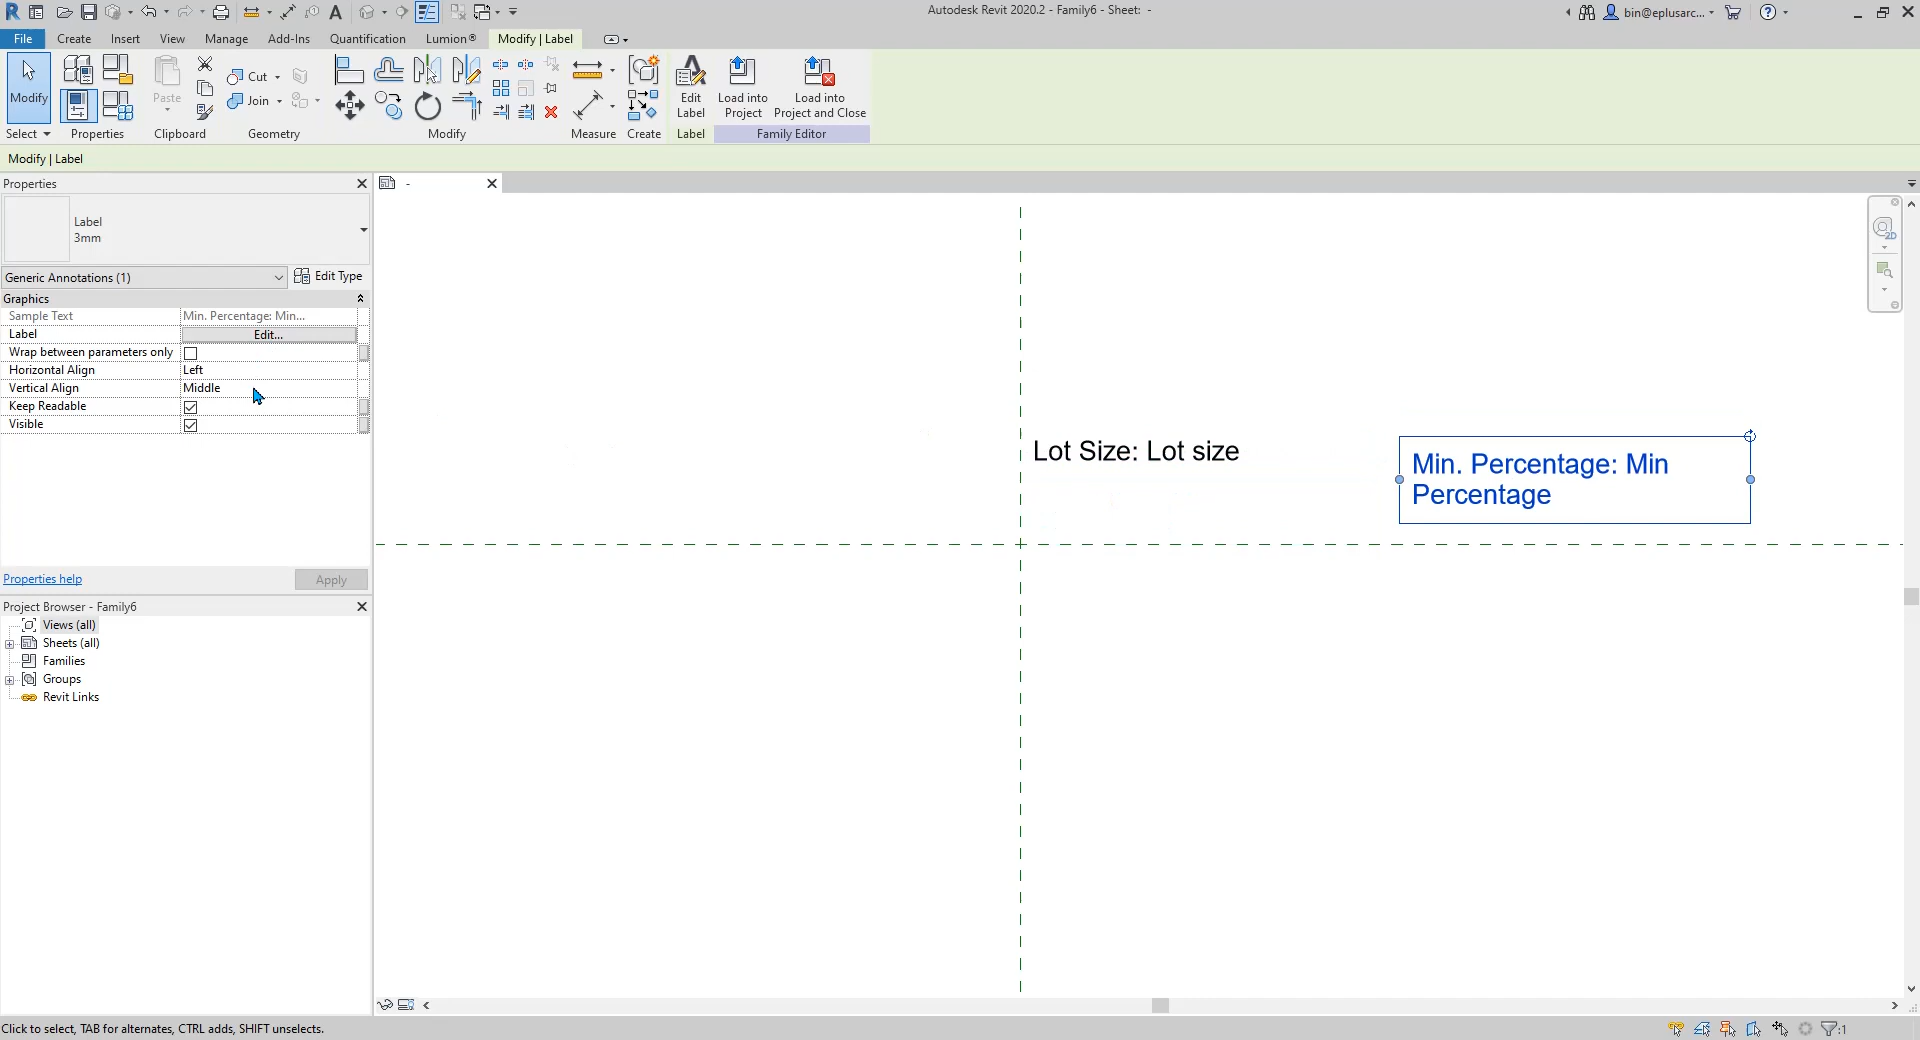 Autodesk Revit 2020.2 - Family6 - Sheet: -
bin@eplusarc...
File Create Insert View Manage Add-Ins Quantification Lumion® Modify | Label
Modify
Paste
Cut
Join
Edit Label
Load into Project
Load into Project and Close
Select Properties Clipboard Geometry Modify Measure Create Label Family Editor
Modify | Label
Properties
-
Label
3mm
Generic Annotations (1)
Edit Type
Graphics
Sample Text Min. Percentage: Min...
Label Edit...
Wrap between parameters only
Horizontal Align Left
Vertical Align Middle
Keep Readable
Visible
Properties help
Apply
Project Browser - Family6
Views (all)
Sheets (all)
Families
Groups
Revit Links
Lot Size: Lot size
Min. Percentage: Min
Percentage
2D
Click to select, TAB for alternates, CTRL adds, SHIFT unselects.
:1